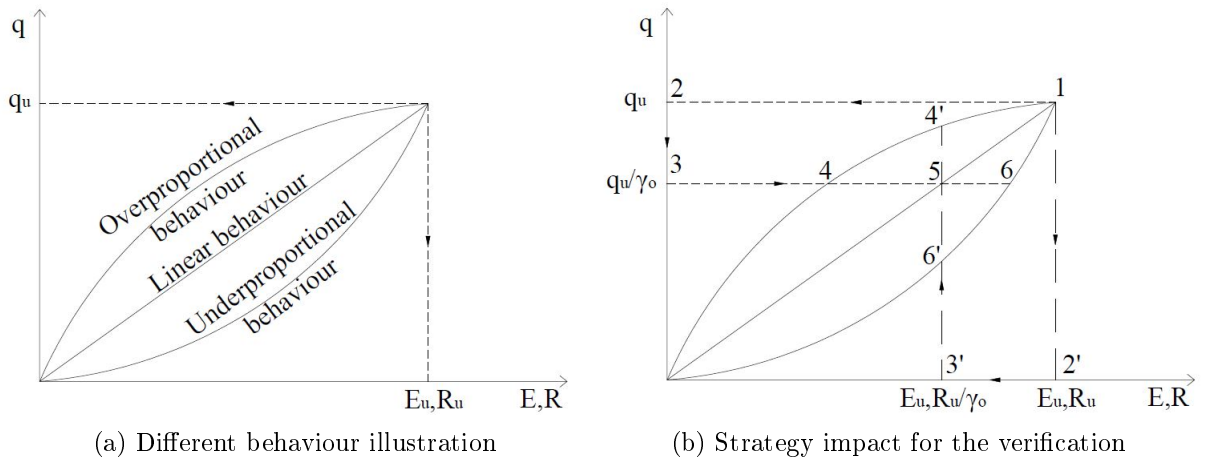 q
qu
Overproportional
behaviour
Linear behaviour
Underproportional
behaviour
Eu,Ru
E,R
(a) Different behaviour illustration
q
2
1
qu
4'
3
4
5
6
qu/γo
6'
3'
2'
Eu,Ru/γo
Eu,Ru
E,R
(b) Strategy impact for the verification